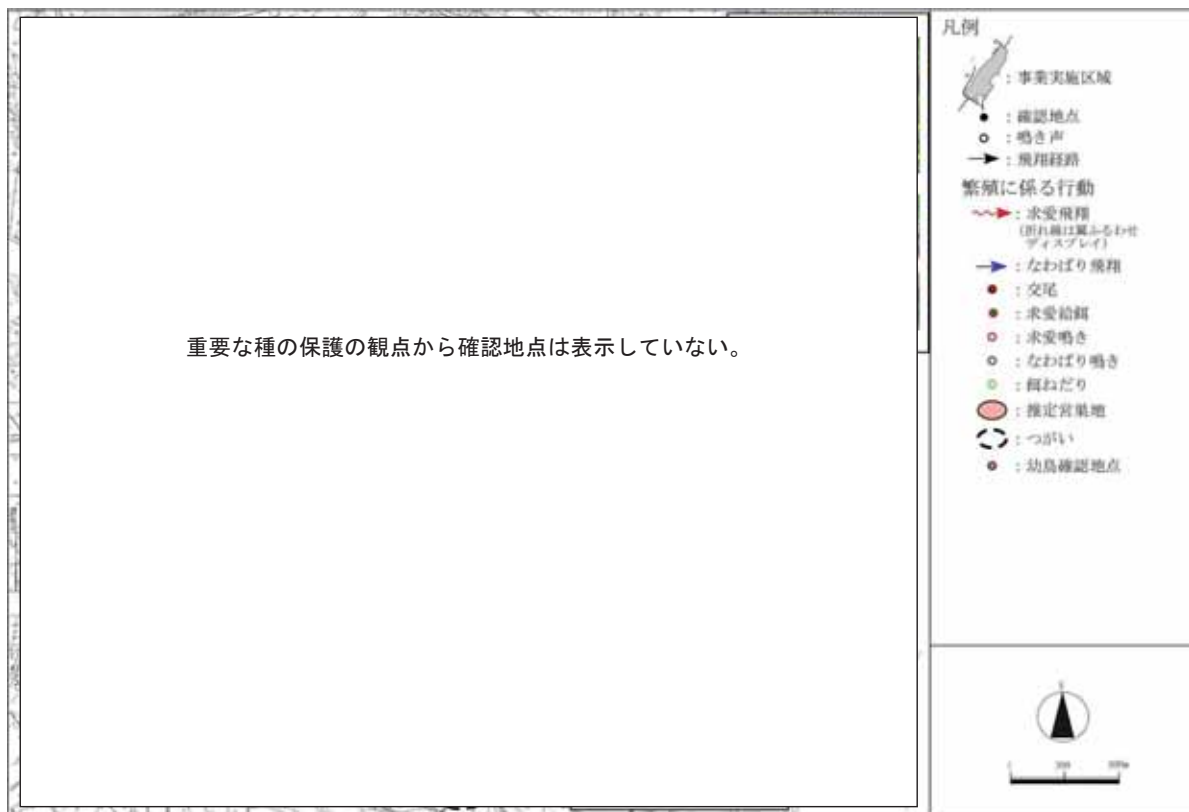 重要な種の保護の観点から確認地点は表示していない。
凡例
：事業実施区域
：確認地点
：鳴き声
：飛翔経路
繁殖に係る行動
：求愛飛翔
(折れ線は翼ふるわせ
ディスプレイ)
：なわばり飛翔
：交尾
：求愛給餌
：求愛鳴き
：なわばり鳴き
：餌ねだり
：推定営巣地
：つがい
：幼鳥確認地点